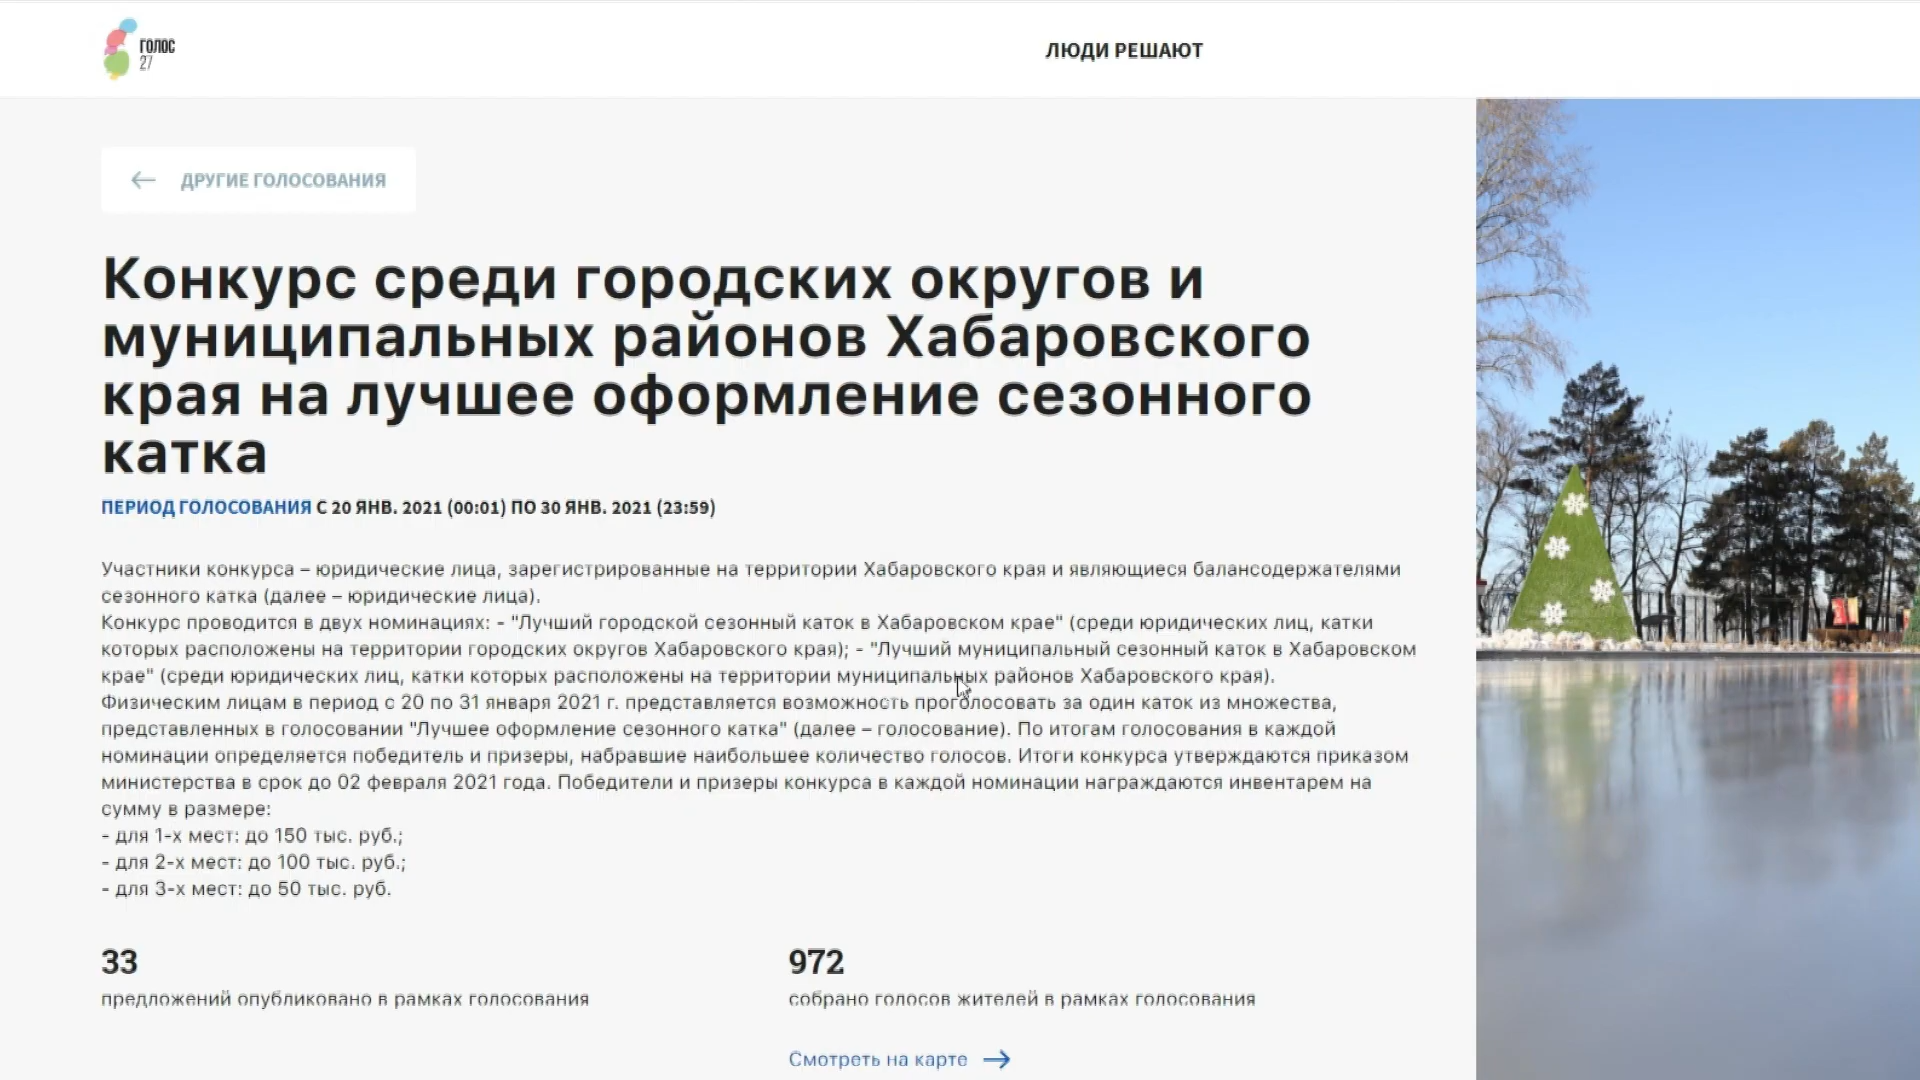 ГОЛОС
27
ЛЮДИ РЕШАЮТ
ДРУГИЕ ГОЛОСОВАНИЯ
Конкурс среди городских округов и
муниципальных районов Хабаровского
края на лучшее оформление сезонного
катка
ПЕРИОД ГОЛОСОВАНИЯ С 20 ЯНВ. 2021 (00:01) ПО 30 ЯНВ. 2021 (23:59)
Участники конкурса – юридические лица, зарегистрированные на территории Хабаровского края и являющиеся балансодержателями
сезонного катка (далее – юридические лица).
Конкурс проводится в двух номинациях: - "Лучший городской сезонный каток в Хабаровском крае" (среди юридических лиц, катки
которых расположены на территории городских округов Хабаровского края); - "Лучший муниципальный сезонный каток в Хабаровском
крае" (среди юридических лиц, катки которых расположены на территории муниципальных районов Хабаровского края).
Физическим лицам в период с 20 по 31 января 2021 г. представляется возможность проголосовать за один каток из множества,
представленных в голосовании "Лучшее оформление сезонного катка" (далее – голосование). По итогам голосования в каждой
номинации определяется победитель и призеры, набравшие наибольшее количество голосов. Итоги конкурса утверждаются приказом
министерства в срок до 02 февраля 2021 года. Победители и призеры конкурса в каждой номинации награждаются инвентарем на
сумму в размере:
- для 1-х мест: до 150 тыс. руб.;
- для 2-х мест: до 100 тыс. руб.;
- для 3-х мест: до 50 тыс. руб.
33
предложений опубликовано в рамках голосования
972
собрано голосов жителей в рамках голосования
Смотреть на карте